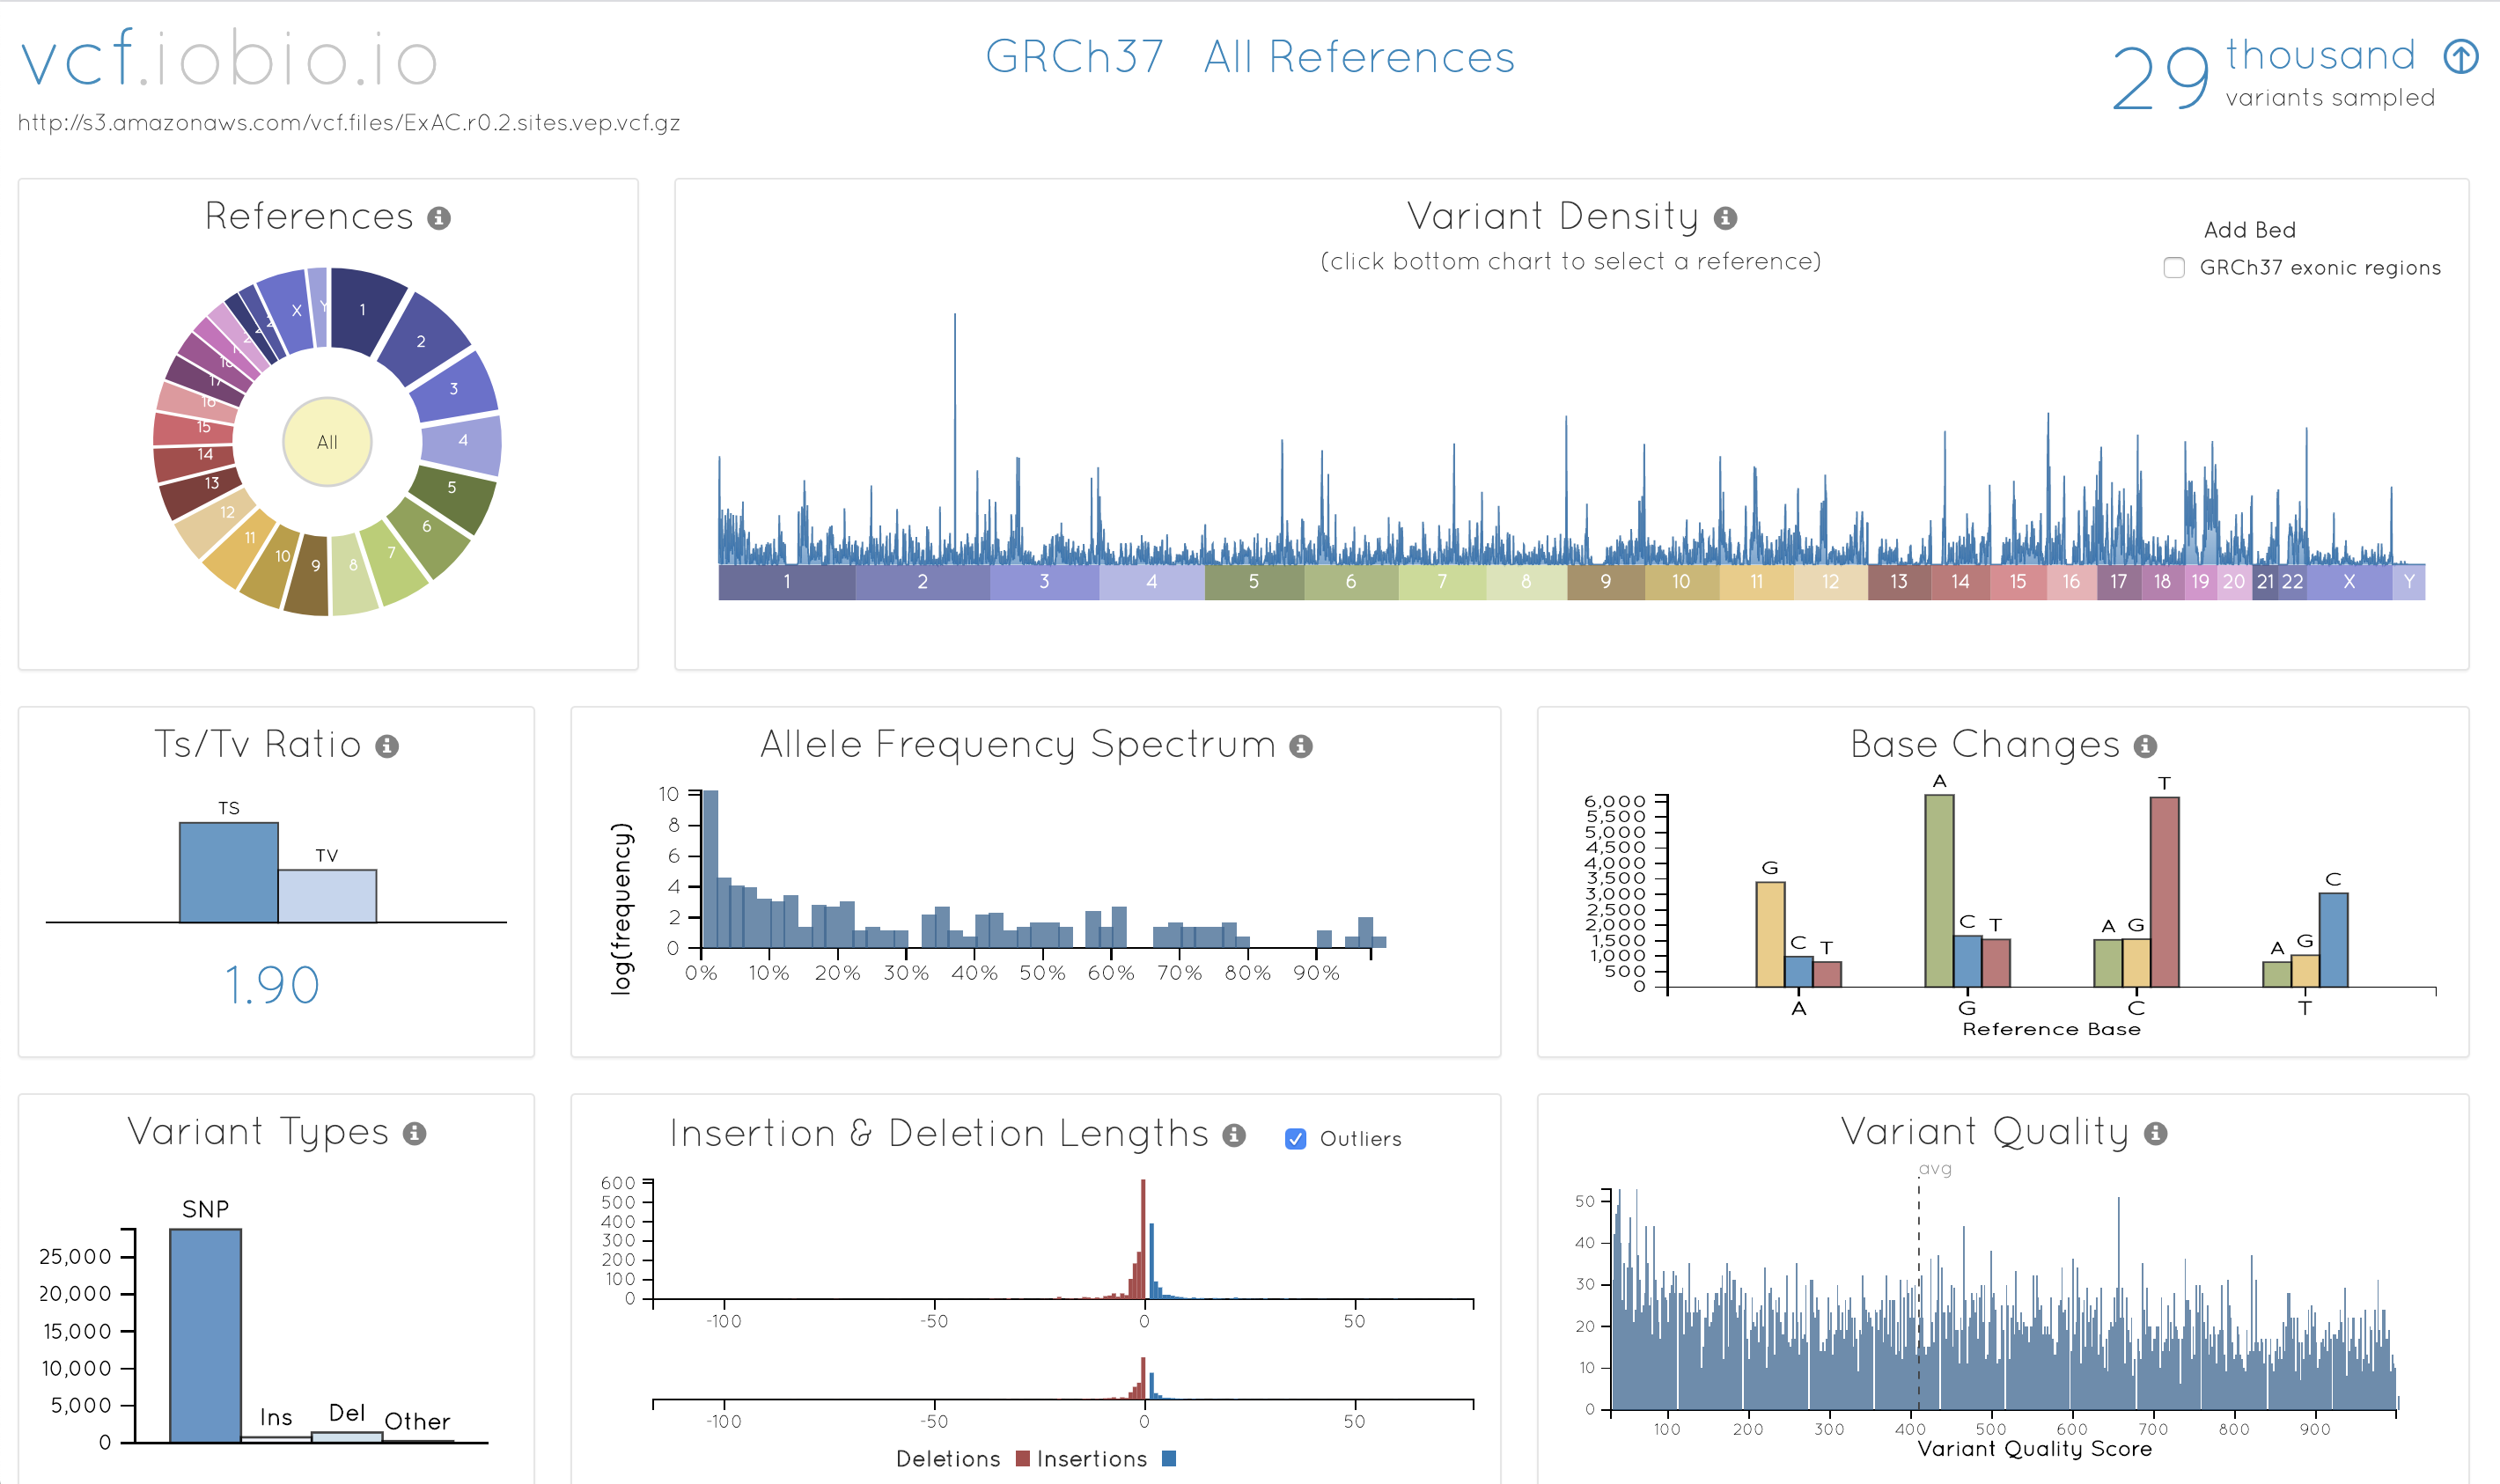 vcf.iobio.io
GRCh37 All References
29 thousand
variants sampled
http://s3.amazonaws.com/vcf.files/ExAC.r0.2.sites.vep.vcf.gz
References
1
2
3
4
5
6
7
8
9
10
11
12
13
14
15
16
17
X
Y
All
Variant Density
(click bottom chart to select a reference)
Add Bed
GRCh37 exonic regions
1 2 3 4 5 6 7 8 9 10 11 12 13 14 15 16 17 18 19 20 21 22 X Y
Ts/Tv Ratio
TS
TV
1.90
Allele Frequency Spectrum
log(frequency)
10
8
6
4
2
0
0% 10% 20% 30% 40% 50% 60% 70% 80% 90%
Base Changes
6,000
5,500
5,000
4,500
4,000
3,500
3,000
2,500
2,000
1,500
1,000
500
0
G C T
A C T
A G T
A G C
A G C T
Reference Base
Variant Types
25,000
20,000
15,000
10,000
5,000
0
SNP
Ins
Del
Other
Insertion & Deletion Lengths
Outliers
600
500
400
300
200
100
0
-100 -50 0 50
-100 -50 0 50
Deletions Insertions
Variant Quality
avg
50
40
30
20
10
0
100 200 300 400 500 600 700 800 900
Variant Quality Score